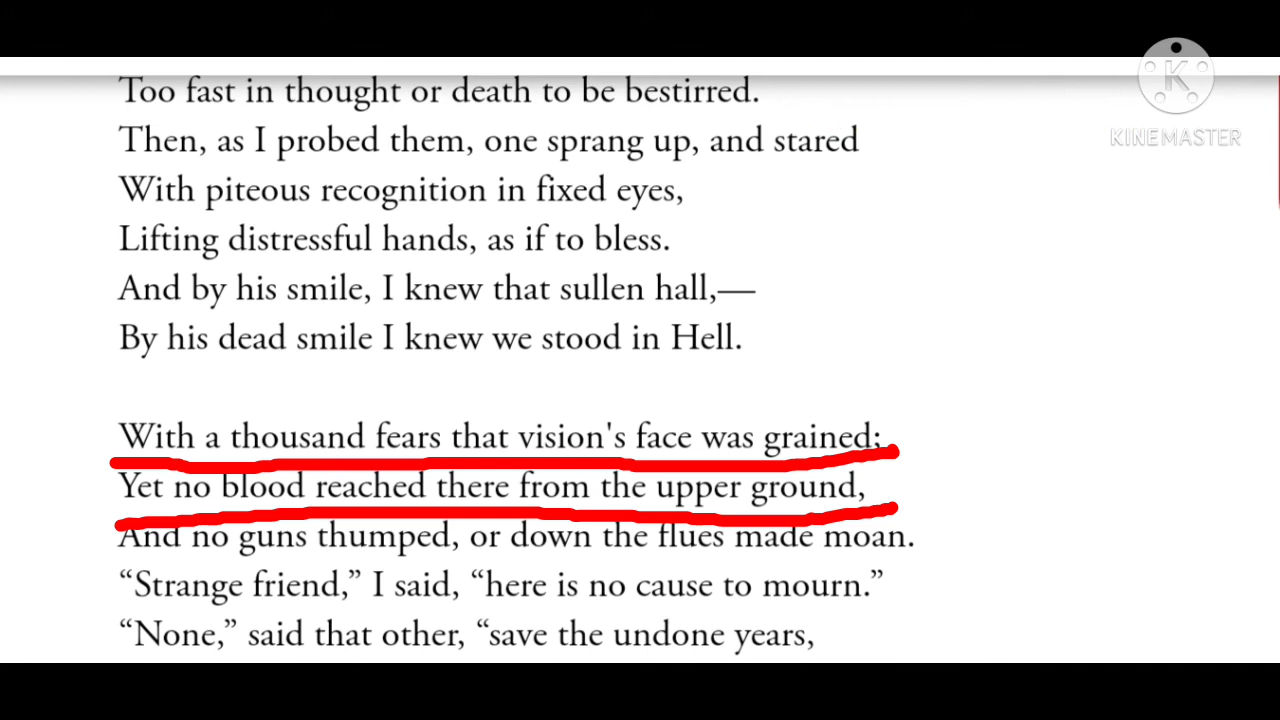 Too fast in thought or death to be bestirred.
Then, as I probed them, one sprang up, and stared
With piteous recognition in fixed eyes,
Lifting distressful hands, as if to bless.
And by his smile, I knew that sullen hall,—
By his dead smile I knew we stood in Hell.
With a thousand fears that vision's face was grained;
Yet no blood reached there from the upper ground,
And no guns thumped, or down the flues made moan.
“Strange friend,” I said, “here is no cause to mourn.”
“None,” said that other, “save the undone years,
K
KINEMASTER